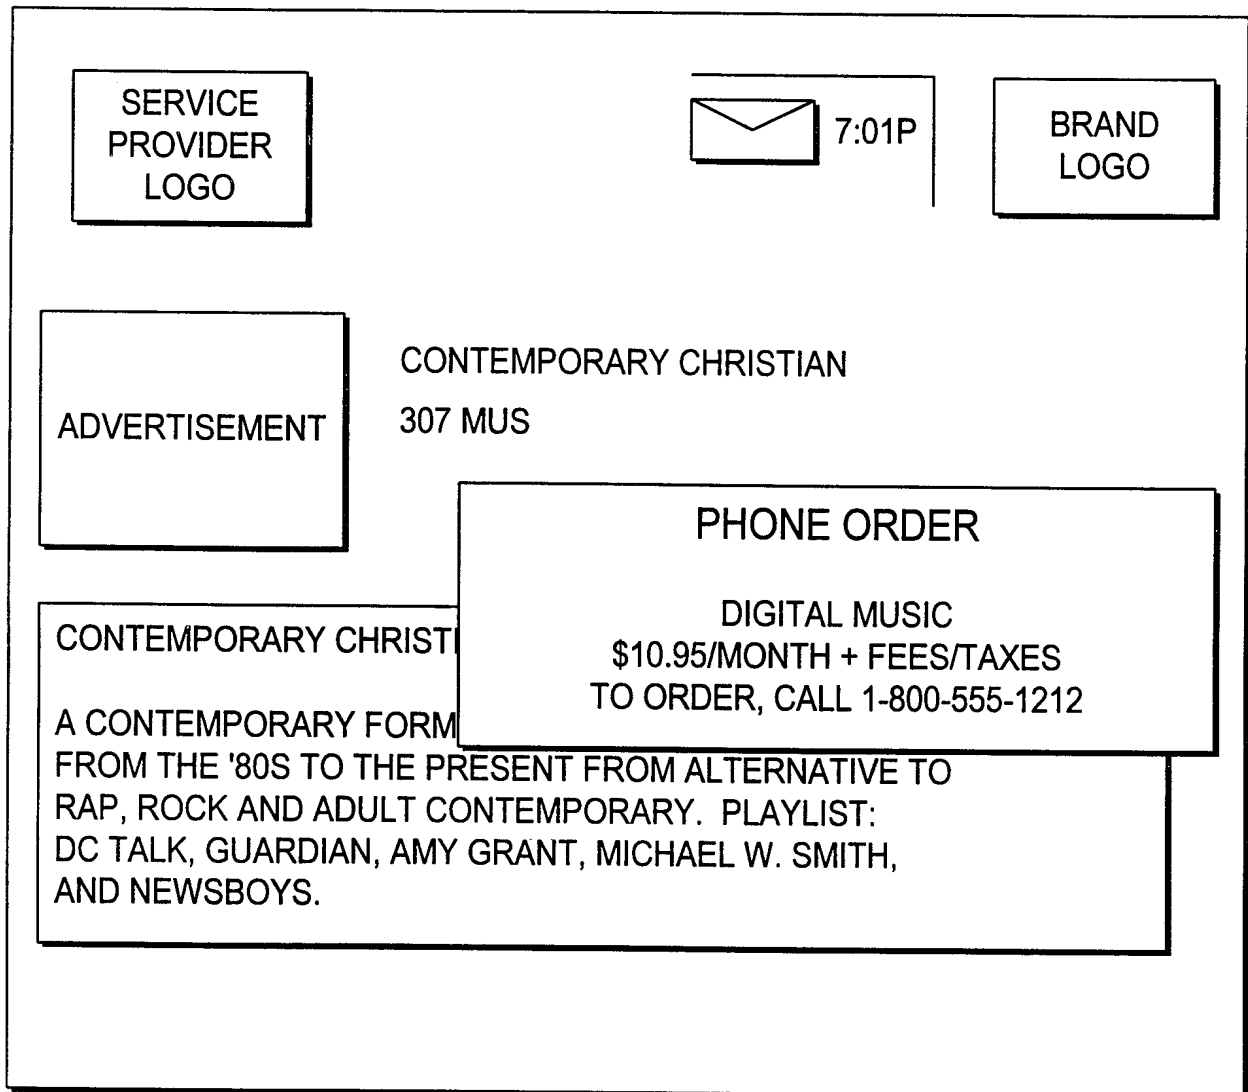 SERVICE
PROVIDER
LOGO
7:01P
BRAND
LOGO
ADVERTISEMENT
CONTEMPORARY CHRISTIAN
307 MUS
PHONE ORDER
DIGITAL MUSIC
$10.95/MONTH + FEES/TAXES
TO ORDER, CALL 1-800-555-1212
CONTEMPORARY CHRISTI
A CONTEMPORARY FORM
FROM THE '80S TO THE PRESENT FROM ALTERNATIVE TO
RAP, ROCK AND ADULT CONTEMPORARY. PLAYLIST:
DC TALK, GUARDIAN, AMY GRANT, MICHAEL W. SMITH,
AND NEWSBOYS.